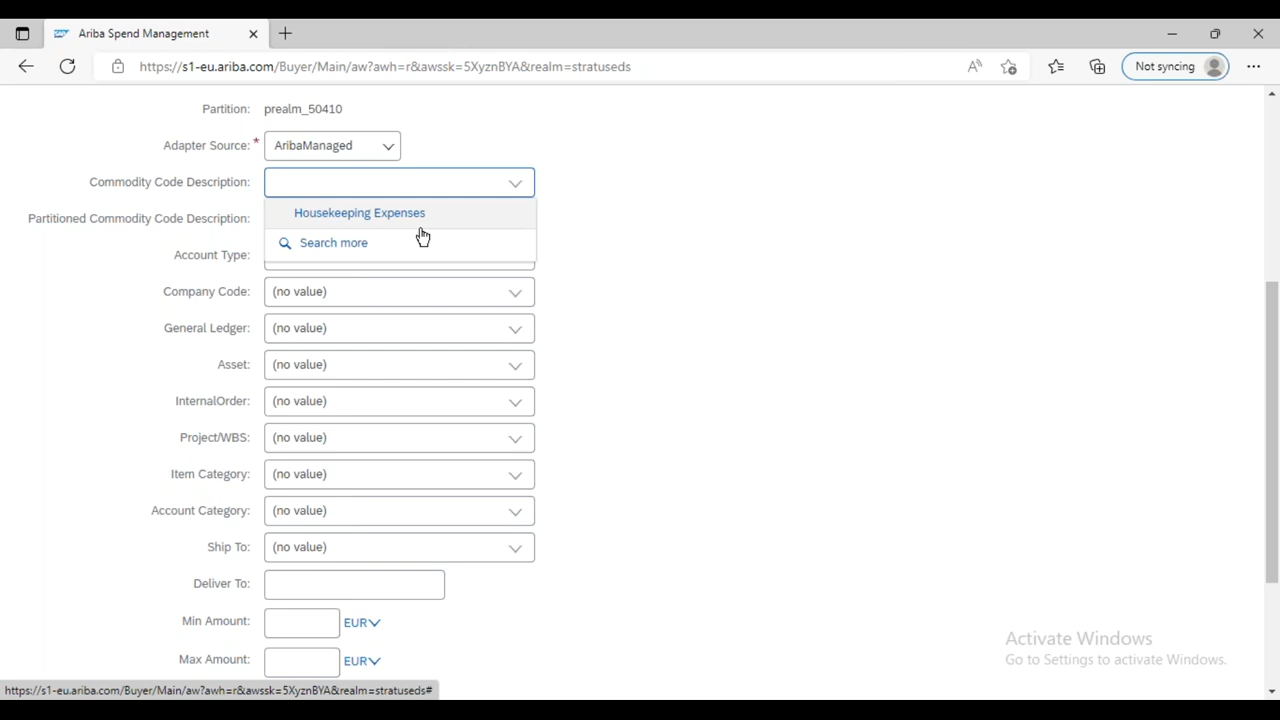 Ariba Spend Management
https://s1-eu.ariba.com/Buyer/Main/aw?awh=r&awssk=5XyznBYA&realm=stratuseds
Not syncing
Partition: prealm_50410
Adapter Source: * AribaManaged
Commodity Code Description:
Housekeeping Expenses
Partitioned Commodity Code Description:
Search more
Account Type:
Company Code: (no value)
General Ledger: (no value)
Asset: (no value)
InternalOrder: (no value)
Project/WBS: (no value)
Item Category: (no value)
Account Category: (no value)
Ship To: (no value)
Deliver To:
Min Amount: EUR
Max Amount: EUR
Activate Windows
Go to Settings to activate Windows.
https://s1-eu.ariba.com/Buyer/Main/aw?awh=r&awssk=5XyznBYA&realm=stratuseds#